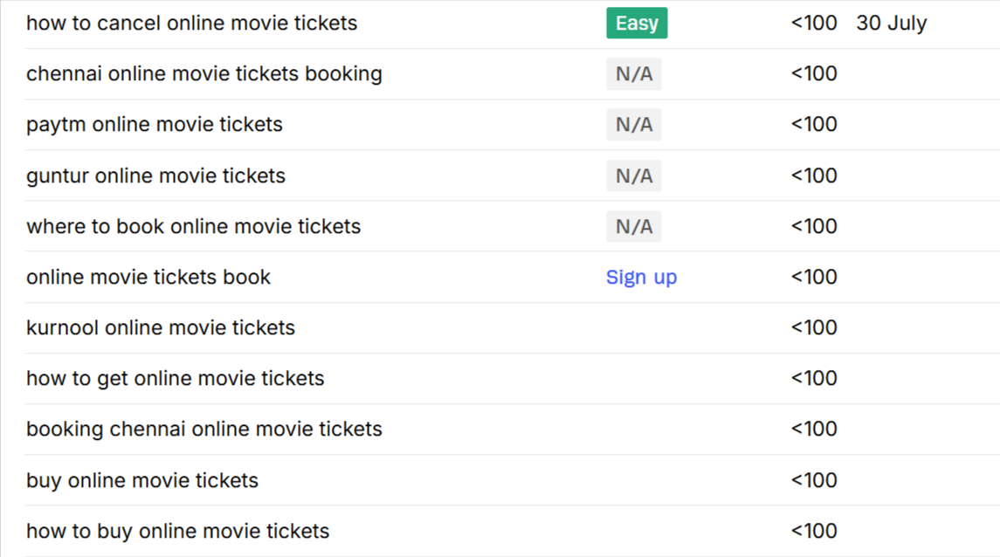 how to cancel online movie tickets Easy <100 30 July
chennai online movie tickets booking N/A <100
paytm online movie tickets N/A <100
guntur online movie tickets N/A <100
where to book online movie tickets N/A <100
online movie tickets book Sign up <100
kurnool online movie tickets <100
how to get online movie tickets <100
booking chennai online movie tickets <100
buy online movie tickets <100
how to buy online movie tickets <100